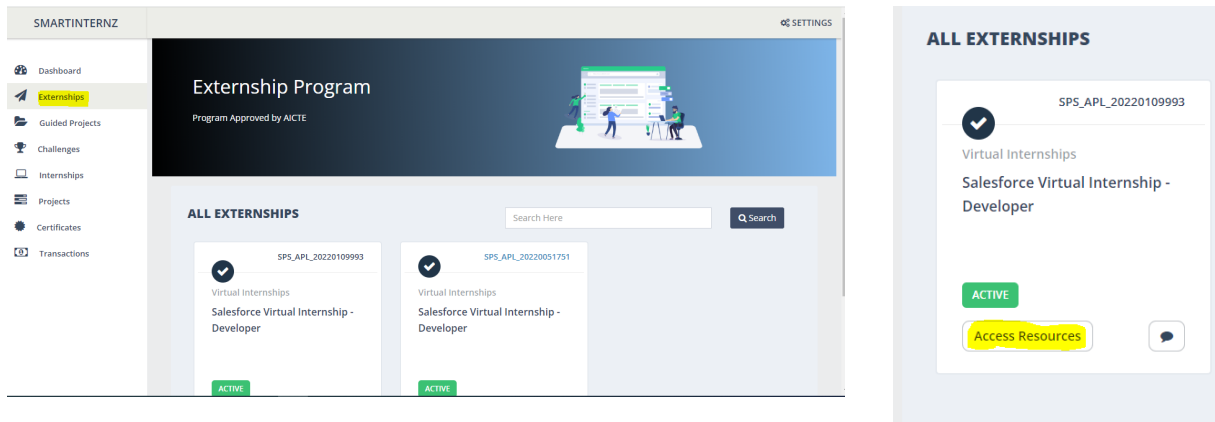 SMARTINTERNZ
SETTINGS
Dashboard
Externships
Guided Projects
Challenges
Internships
Projects
Certificates
Transactions
Externship Program
Program Approved by AICTE
ALL EXTERNSHIPS
Search Here
Search
SPS_APL_20220109993
Virtual Internships
Salesforce Virtual Internship -
Developer
ACTIVE
SPS_APL_20220051751
Virtual Internships
Salesforce Virtual Internship -
Developer
ACTIVE
ALL EXTERNSHIPS
SPS_APL_20220109993
Virtual Internships
Salesforce Virtual Internship -
Developer
ACTIVE
Access Resources